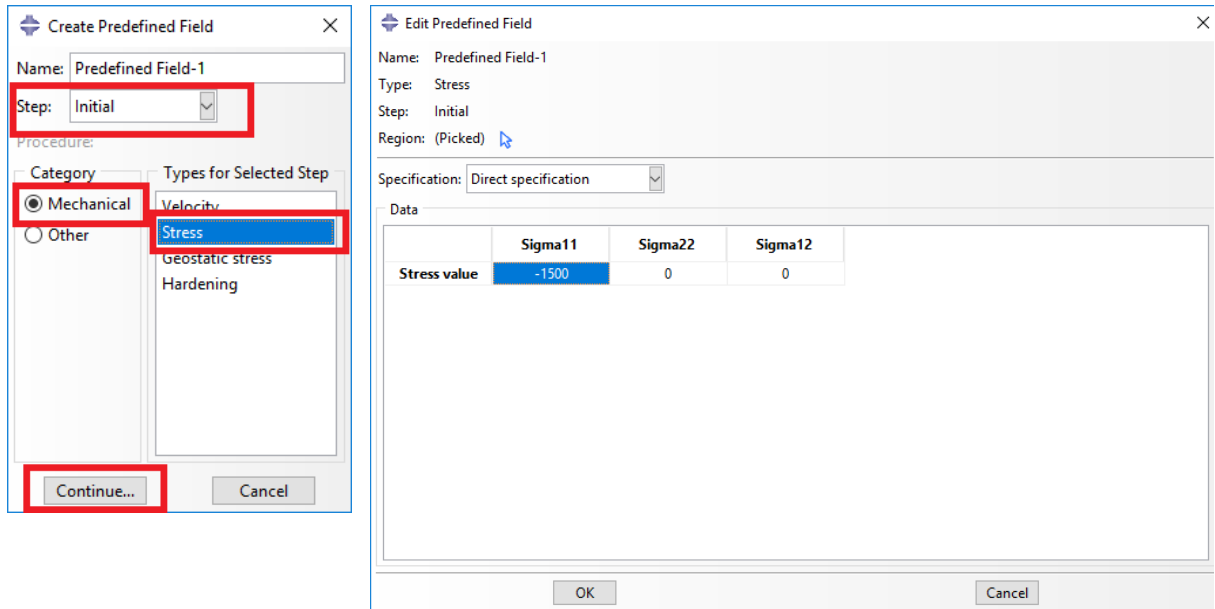 Create Predefined Field
Name: Predefined Field-1
Step: Initial
Procedure:
Category
Types for Selected Step
Mechanical
Other
Velocity
Stress
Geostatic stress
Hardening
Continue...
Cancel
Edit Predefined Field
Name: Predefined Field-1
Type: Stress
Step: Initial
Region: (Picked)
Specification: Direct specification
Data
Sigma11 Sigma22 Sigma12
Stress value -1500 0 0
OK
Cancel